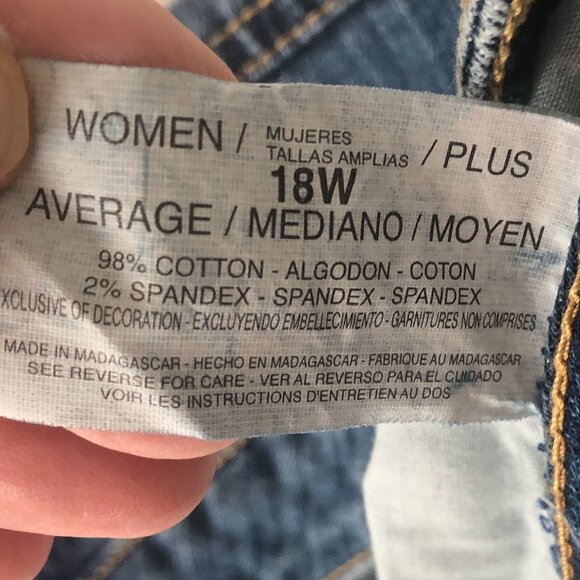 WOMEN / MUJERES TALLAS AMPLIAS / PLUS
18W
AVERAGE / MEDIANO / MOYEN
98% COTTON - ALGODON - COTON
2% SPANDEX - SPANDEX - SPANDEX
XCLUSIVE OF DECORATION - EXCLUYENDO EMBELLECIMIENTO - GARNITURES NON COMPRISES
MADE IN MADAGASCAR - HECHO EN MADAGASCAR - FABRIQUE AU MADAGASCAR
SEE REVERSE FOR CARE - VER AL REVERSO PARA EL CUIDADO
VOIR LES INSTRUCTIONS D'ENTRETIEN AU DOS